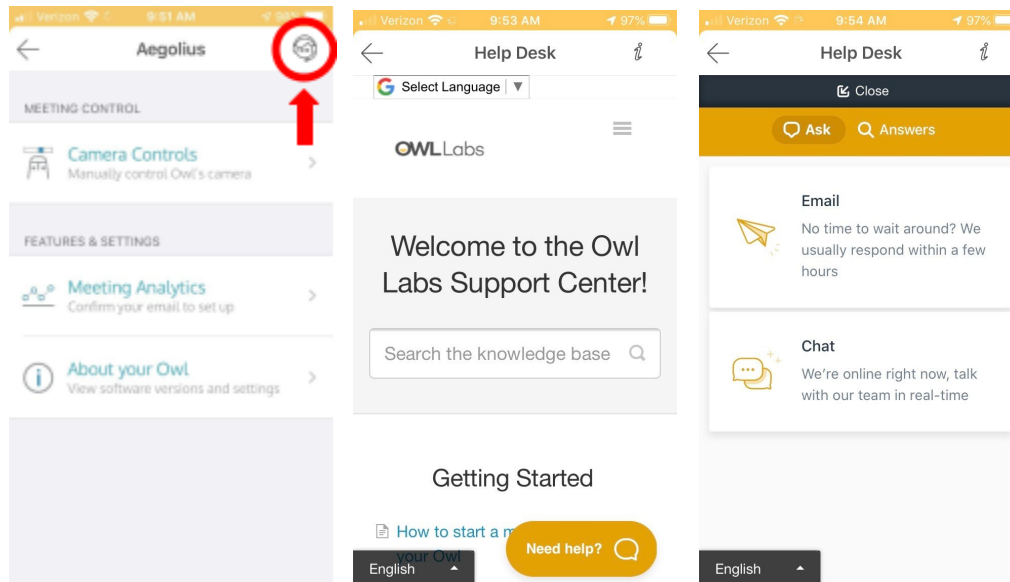 Verizon
9:51 AM
Aegolius
MEETING CONTROL
Camera Controls
Manually control Owl's camera
FEATURES & SETTINGS
Meeting Analytics
Confirm your email to set up
About your Owl
View software versions and settings
Verizon 9:53 AM 97%
Help Desk
Select Language
OWLLabs
Welcome to the Owl
Labs Support Center!
Search the knowledge base
Getting Started
How to start a m
your Owl
Need help?
English
Verizon 9:54 AM 97%
Help Desk
Close
Ask Answers
Email
No time to wait around? We
usually respond within a few
hours
Chat
We're online right now, talk
with our team in real-time
English